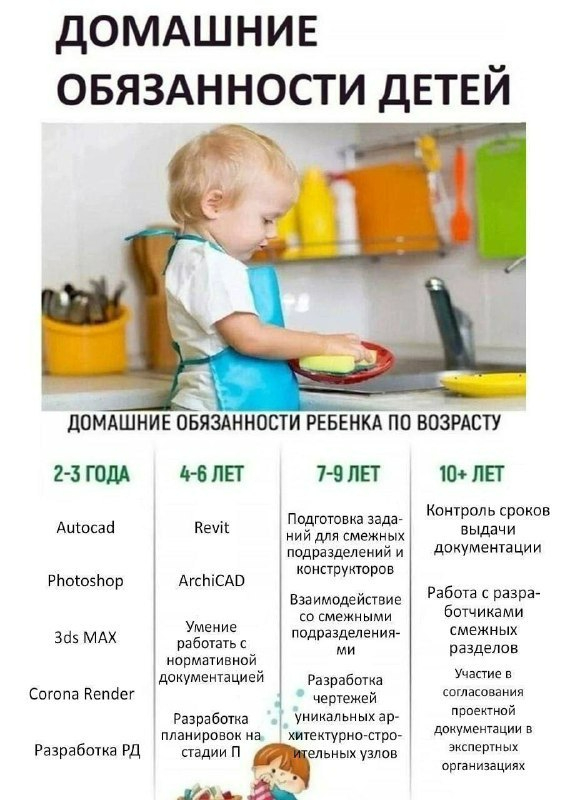 ДОМАШНИЕ
ОБЯЗАННОСТИ ДЕТЕЙ
ДОМАШНИЕ ОБЯЗАННОСТИ РЕБЕНКА ПО ВОЗРАСТУ
2-3 ГОДА
Autocad
Photoshop
3ds MAX
Corona Render
Разработка РД
4-6 ЛЕТ
Revit
ArchiCAD
Умение
работать с
нормативной
документацией
Разработка
планировок на
стадии П
7-9 ЛЕТ
Подготовка зада-
ний для смежных
подразделений и
конструкторов
Взаимодействие
со смежными
подразделения-
ми
Разработка
чертежей
уникальных ар-
хитектурно-стро-
ительных узлов
10+ ЛЕТ
Контроль сроков
выдачи
документации
Работа с разра-
ботчиками
смежных
разделов
Участие в
согласования
проектной
документации в
экспертных
организациях